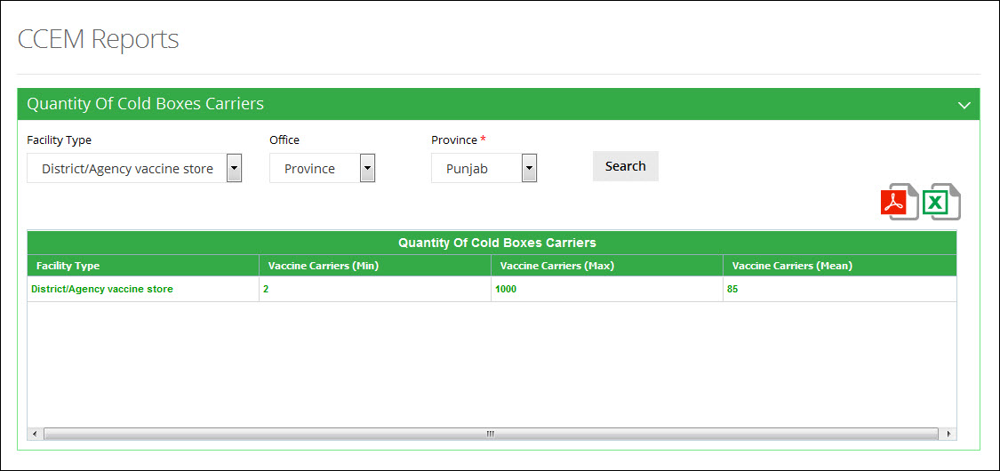 CCEM Reports
Quantity Of Cold Boxes Carriers
Facility Type Office Province *
District/Agency vaccine store Province Punjab Search
Quantity Of Cold Boxes Carriers
Facility Type Vaccine Carriers (Min) Vaccine Carriers (Max) Vaccine Carriers (Mean)
District/Agency vaccine store 2 1000 85